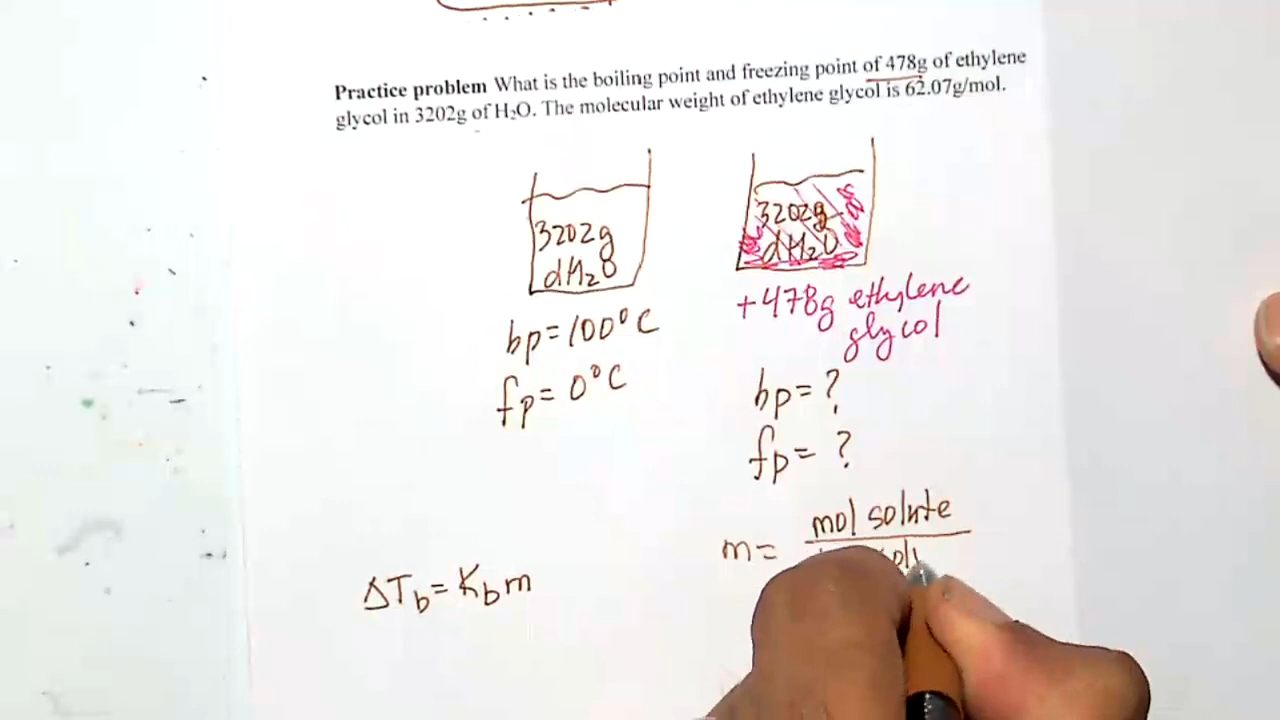 Practice problem What is the boiling point and freezing point of 478g of ethylene
glycol in 3202g of H₂O. The molecular weight of ethylene glycol is 62.07g/mol.
3202g
dH₂O
bp=100°C
fp=0°C
3202g
dH₂O
+478g ethylene
glycol
bp=?
fp=?
m= mol solute
ΔT_b=K_bm